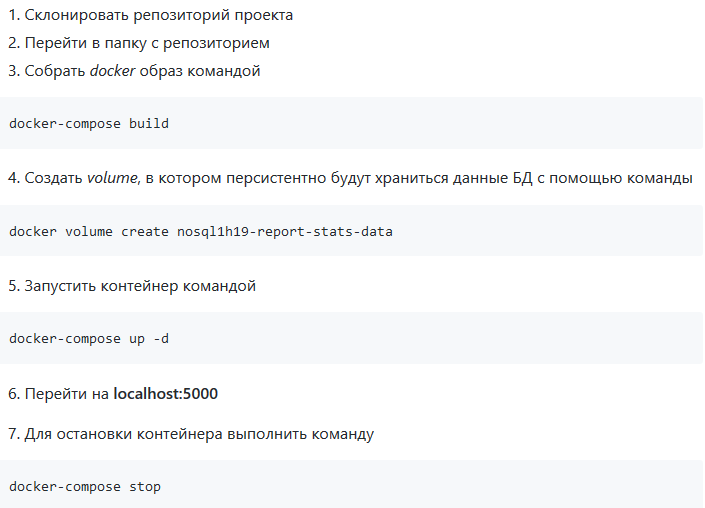 1. Склонировать репозиторий проекта
2. Перейти в папку с репозиторием
3. Собрать docker образ командой
docker-compose build
4. Создать volume, в котором персистентно будут храниться данные БД с помощью команды
docker volume create nosql1h19-report-stats-data
5. Запустить контейнер командой
docker-compose up -d
6. Перейти на localhost:5000
7. Для остановки контейнера выполнить команду
docker-compose stop